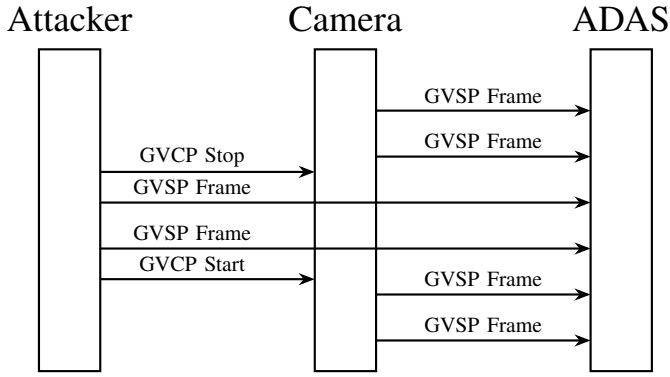 Attacker
Camera
ADAS
GVSP Frame
GVSP Frame
GVCP Stop
GVSP Frame
GVSP Frame
GVCP Start
GVSP Frame
GVSP Frame